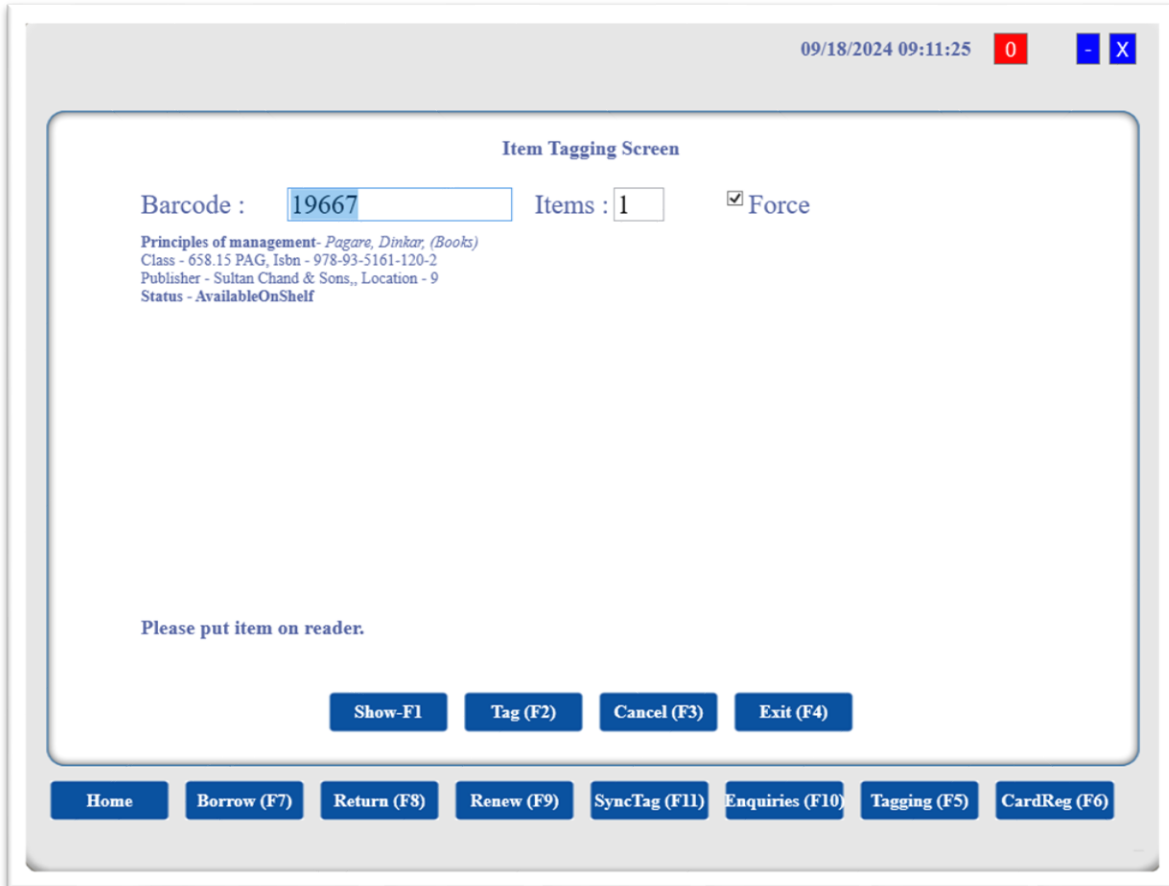 09/18/2024 09:11:25 0 - X
Item Tagging Screen
Barcode : 19667 Items : 1 Force
Principles of management- Pagare, Dinkar, (Books)
Class - 658.15 PAG, Isbn - 978-93-5161-120-2
Publisher - Sultan Chand & Sons,, Location - 9
Status - AvailableOnShelf
Please put item on reader.
Show-F1 Tag (F2) Cancel (F3) Exit (F4)
Home Borrow (F7) Return (F8) Renew (F9) SyncTag (F11) Enquiries (F10) Tagging (F5) CardReg (F6)